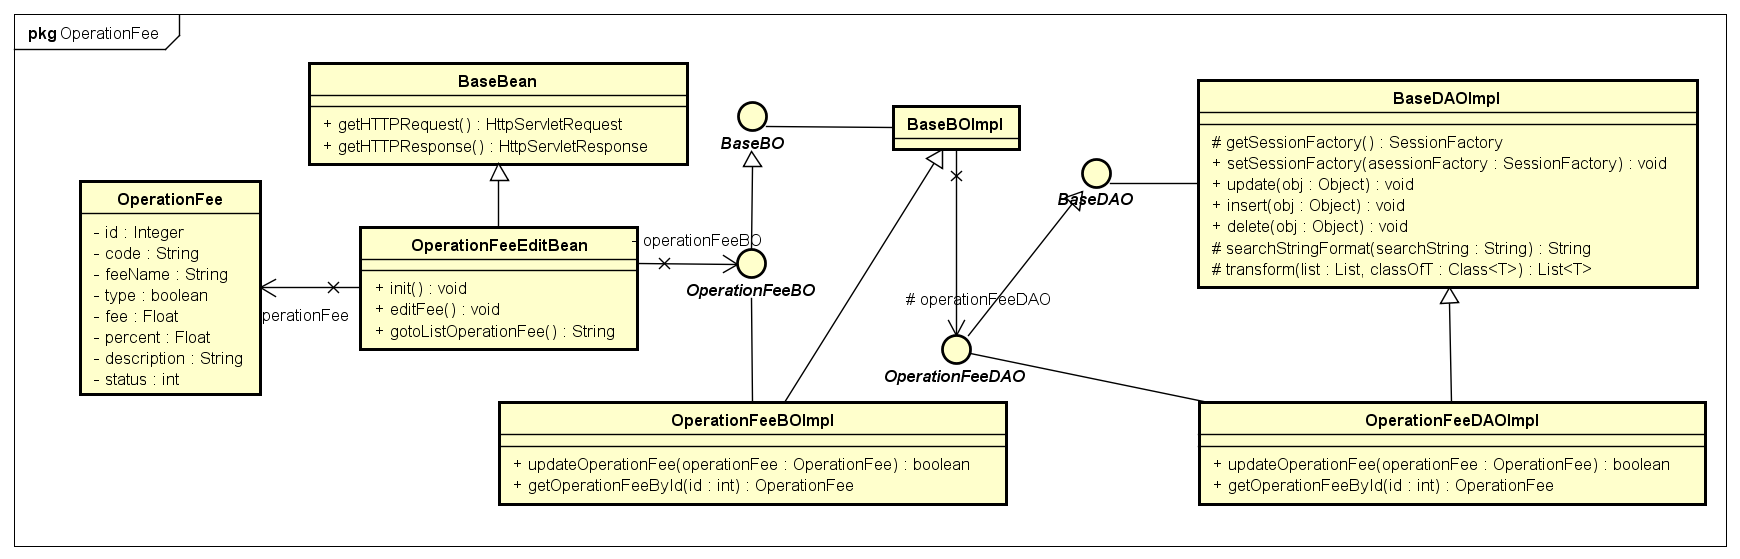 pkg OperationFee
BaseBean
+ getHTTPRequest() : HttpServletRequest
+ getHTTPResponse() : HttpServletResponse
OperationFee
- id : Integer
- code : String
- feeName : String
- type : boolean
- fee : Float
- percent : Float
- description : String
- status : int
perationFee
OperationFeeEditBean
+ init() : void
+ editFee() : void
+ gotoListOperationFee() : String
- operationFeeBO
BaseBO
OperationFeeBO
BaseBOImpl
# operationFeeDAO
BaseDAO
OperationFeeDAO
BaseDAOImpl
# getSessionFactory() : SessionFactory
+ setSessionFactory(asessionFactory : SessionFactory) : void
+ update(obj : Object) : void
+ insert(obj : Object) : void
+ delete(obj : Object) : void
# searchStringFormat(searchString : String) : String
# transform(list : List, classOfT : Class<T>) : List<T>
OperationFeeBOImpl
+ updateOperationFee(operationFee : OperationFee) : boolean
+ getOperationFeeById(id : int) : OperationFee
OperationFeeDAOImpl
+ updateOperationFee(operationFee : OperationFee) : boolean
+ getOperationFeeById(id : int) : OperationFee